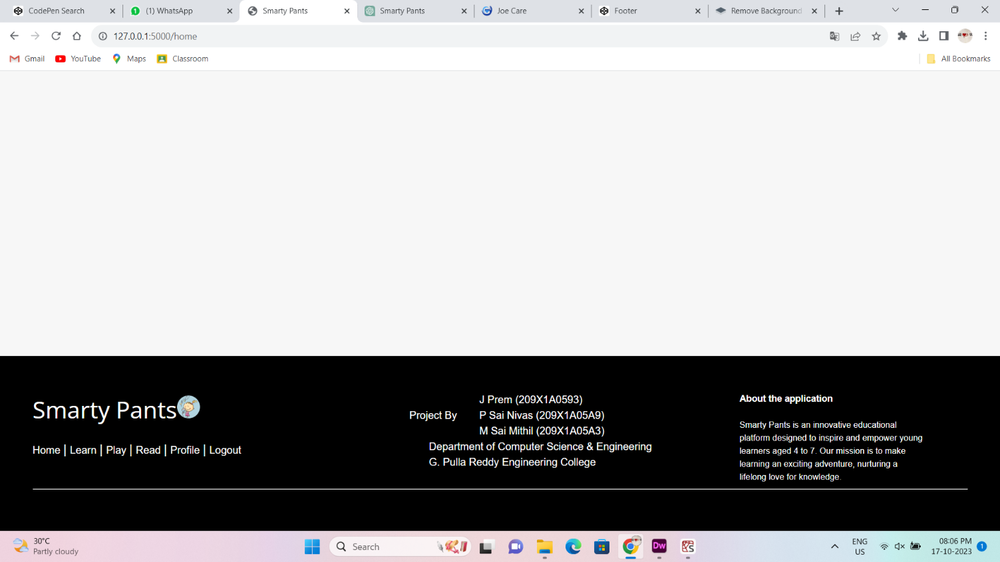 CodePen Search
(1) WhatsApp
Smarty Pants
Smarty Pants
Joe Care
Footer
Remove Background
127.0.0.1:5000/home
Gmail
YouTube
Maps
Classroom
All Bookmarks
Smarty Pants
Home | Learn | Play | Read | Profile | Logout
Project By
J Prem (209X1A0593)
P Sai Nivas (209X1A05A9)
M Sai Mithil (209X1A05A3)
Department of Computer Science & Engineering
G. Pulla Reddy Engineering College
About the application
Smarty Pants is an innovative educational
platform designed to inspire and empower young
learners aged 4 to 7. Our mission is to make
learning an exciting adventure, nurturing a
lifelong love for knowledge.
30°C
Partly cloudy
Search
Dw
ENG
US
08:06 PM
17-10-2023
1